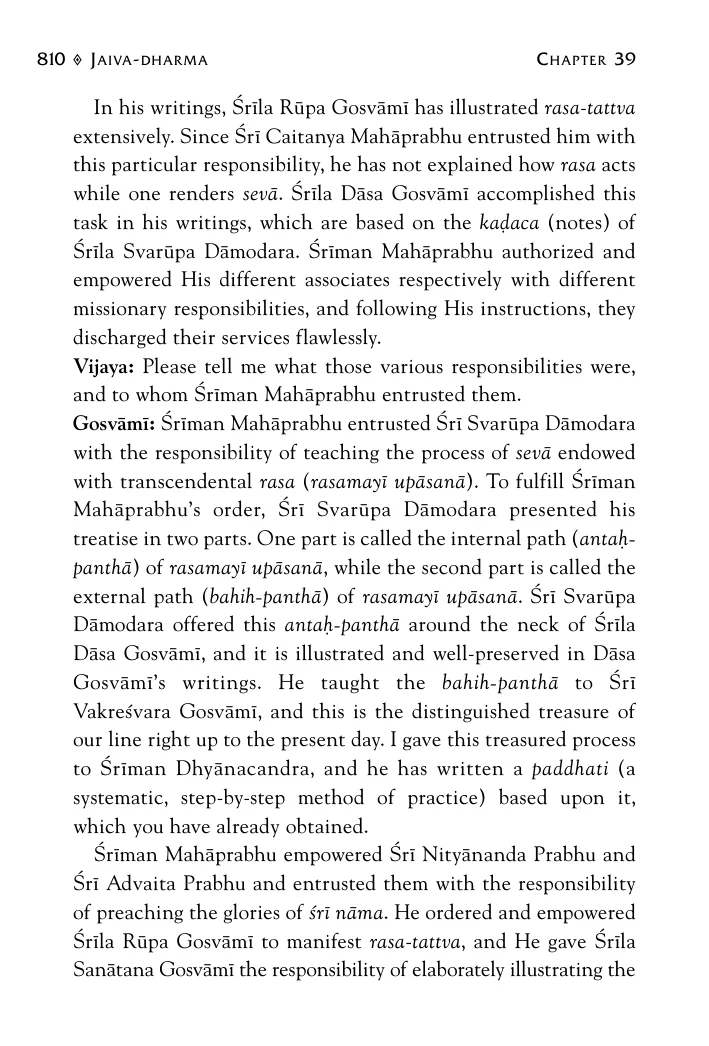 810 ◊ Jaiva-dharma Chapter 39
In his writings, Śrīla Rūpa Gosvāmī has illustrated rasa-tattva
extensively. Since Śrī Caitanya Mahāprabhu entrusted him with
this particular responsibility, he has not explained how rasa acts
while one renders sevā. Śrīla Dāsa Gosvāmī accomplished this
task in his writings, which are based on the kaḍaca (notes) of
Śrīla Svarūpa Dāmodara. Śrīman Mahāprabhu authorized and
empowered His different associates respectively with different
missionary responsibilities, and following His instructions, they
discharged their services flawlessly.
Vijaya: Please tell me what those various responsibilities were,
and to whom Śrīman Mahāprabhu entrusted them.
Gosvāmī: Śrīman Mahāprabhu entrusted Śrī Svarūpa Dāmodara
with the responsibility of teaching the process of sevā endowed
with transcendental rasa (rasamayī upāsanā). To fulfill Śrīman
Mahāprabhu's order, Śrī Svarūpa Dāmodara presented his
treatise in two parts. One part is called the internal path (antaḥ-
panthā) of rasamayī upāsanā, while the second part is called the
external path (bahih-panthā) of rasamayī upāsanā. Śrī Svarūpa
Dāmodara offered this antaḥ-panthā around the neck of Śrīla
Dāsa Gosvāmī, and it is illustrated and well-preserved in Dāsa
Gosvāmī's writings. He taught the bahih-panthā to Śrī
Vakreśvara Gosvāmī, and this is the distinguished treasure of
our line right up to the present day. I gave this treasured process
to Śrīman Dhyānacandra, and he has written a paddhati (a
systematic, step-by-step method of practice) based upon it,
which you have already obtained.
Śrīman Mahāprabhu empowered Śrī Nityānanda Prabhu and
Śrī Advaita Prabhu and entrusted them with the responsibility
of preaching the glories of śrī nāma. He ordered and empowered
Śrīla Rūpa Gosvāmī to manifest rasa-tattva, and He gave Śrīla
Sanātana Gosvāmī the responsibility of elaborately illustrating the